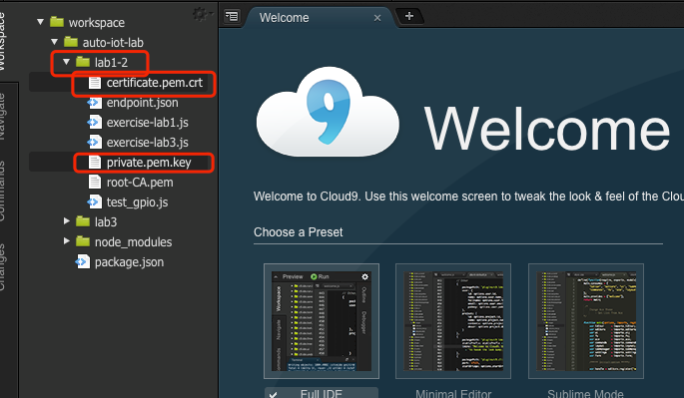 Workspace
Navigate
Commands
Changes
workspace
auto-iot-lab
lab1-2
certificate.pem.crt
endpoint.json
exercise-lab1.js
exercise-lab3.js
private.pem.key
root-CA.pem
test_gpio.js
lab3
node_modules
package.json
Welcome
9
Welcome
Welcome to Cloud9. Use this welcome screen to tweak the look & feel of the Clou
Choose a Preset
Preview Run
Full IDE
Minimal Editor
Sublime Mode